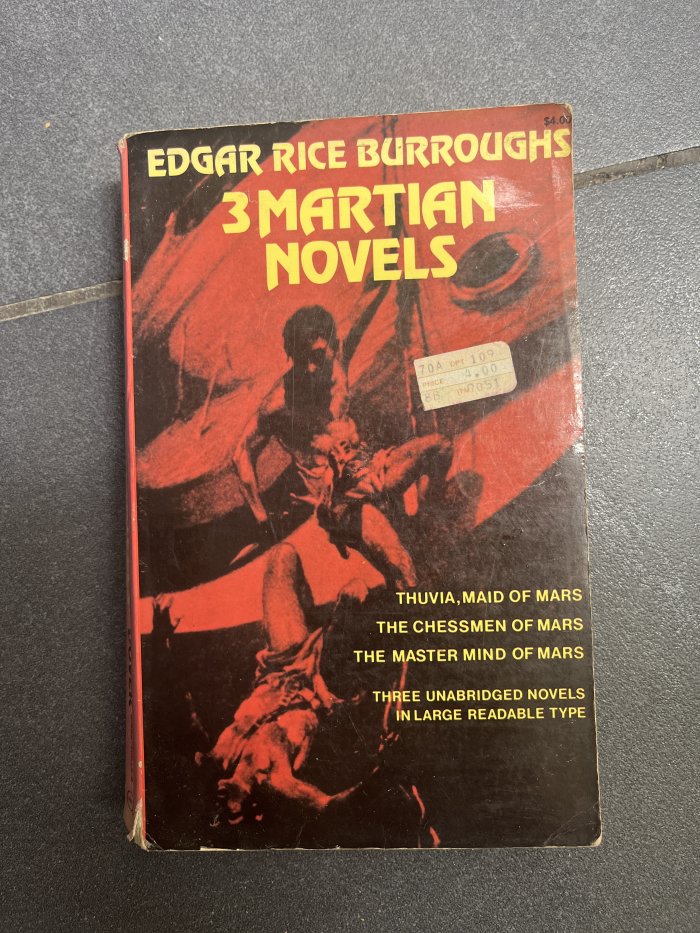 $4.00
EDGAR RICE BURROUGHS
3 MARTIAN
NOVELS
70A DPT 109
PRICE 4.00
THUVIA, MAID OF MARS
THE CHESSMEN OF MARS
THE MASTER MIND OF MARS
THREE UNABRIDGED NOVELS
IN LARGE READABLE TYPE